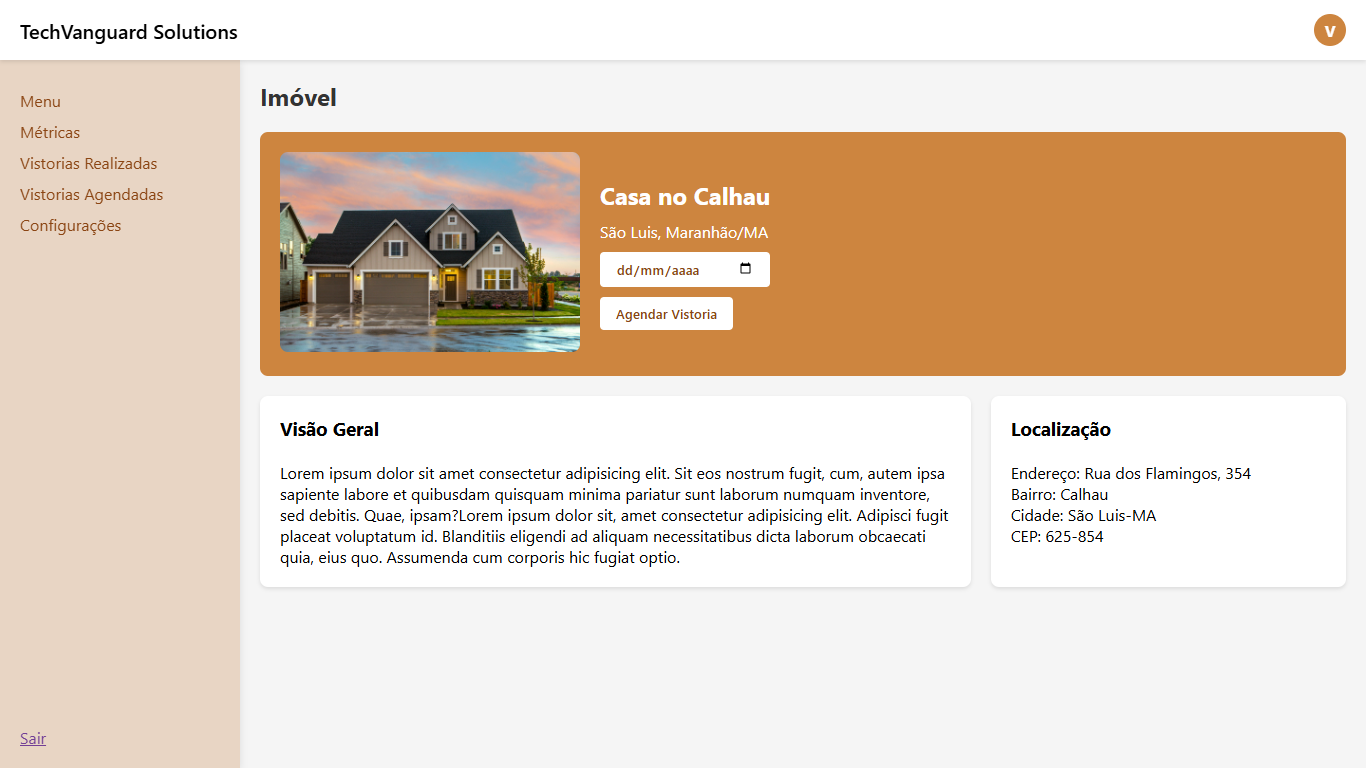 TechVanguard Solutions
V
Menu
Métricas
Vistorias Realizadas
Vistorias Agendadas
Configurações
Sair
Imóvel
Casa no Calhau
São Luis, Maranhão/MA
dd/mm/aaaa
Agendar Vistoria
Visão Geral
Lorem ipsum dolor sit amet consectetur adipisicing elit. Sit eos nostrum fugit, cum, autem ipsa
sapiente labore et quibusdam quisquam minima pariatur sunt laborum numquam inventore,
sed debitis. Quae, ipsam?Lorem ipsum dolor sit, amet consectetur adipisicing elit. Adipisci fugit
placeat voluptatum id. Blanditiis eligendi ad aliquam necessitatibus dicta laborum obcaecati
quia, eius quo. Assumenda cum corporis hic fugiat optio.
Localização
Endereço: Rua dos Flamingos, 354
Bairro: Calhau
Cidade: São Luis-MA
CEP: 625-854